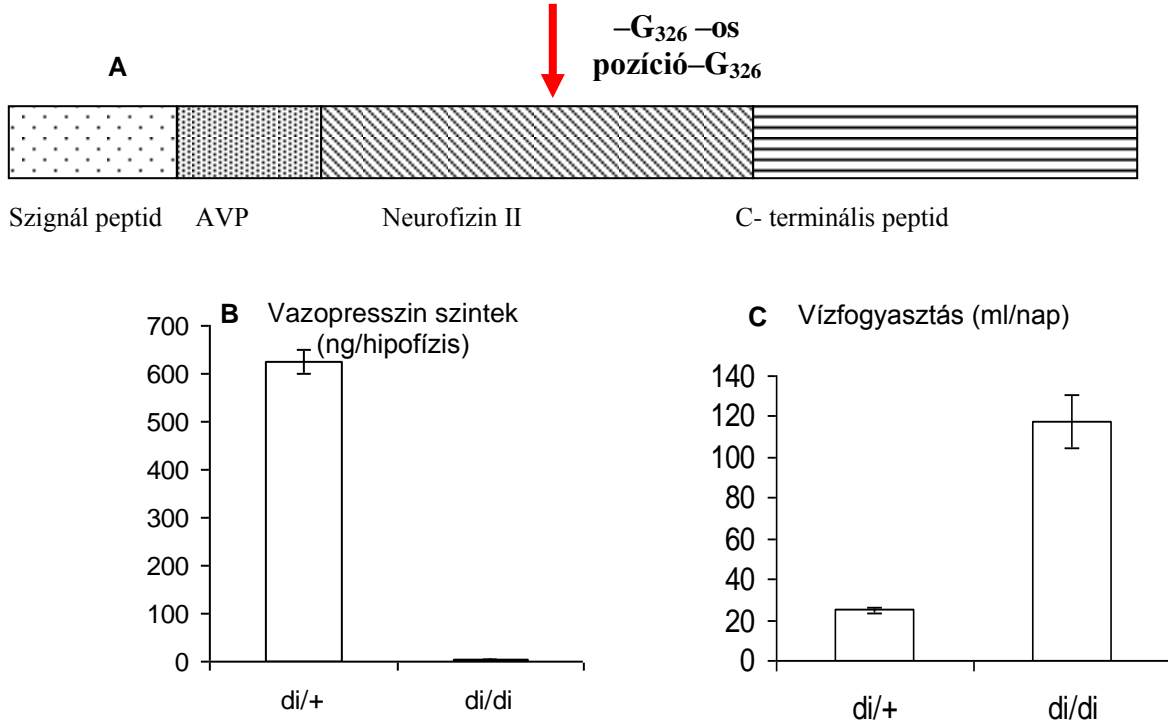 –G326 –os
pozíció–G326
A
Szignál peptid AVP Neurofizin II C- terminális peptid
B Vazopresszin szintek
(ng/hipofízis)
700
600
500
400
300
200
100
0
di/+ di/di
C Vízfogyasztás (ml/nap)
140
120
100
80
60
40
20
0
di/+ di/di